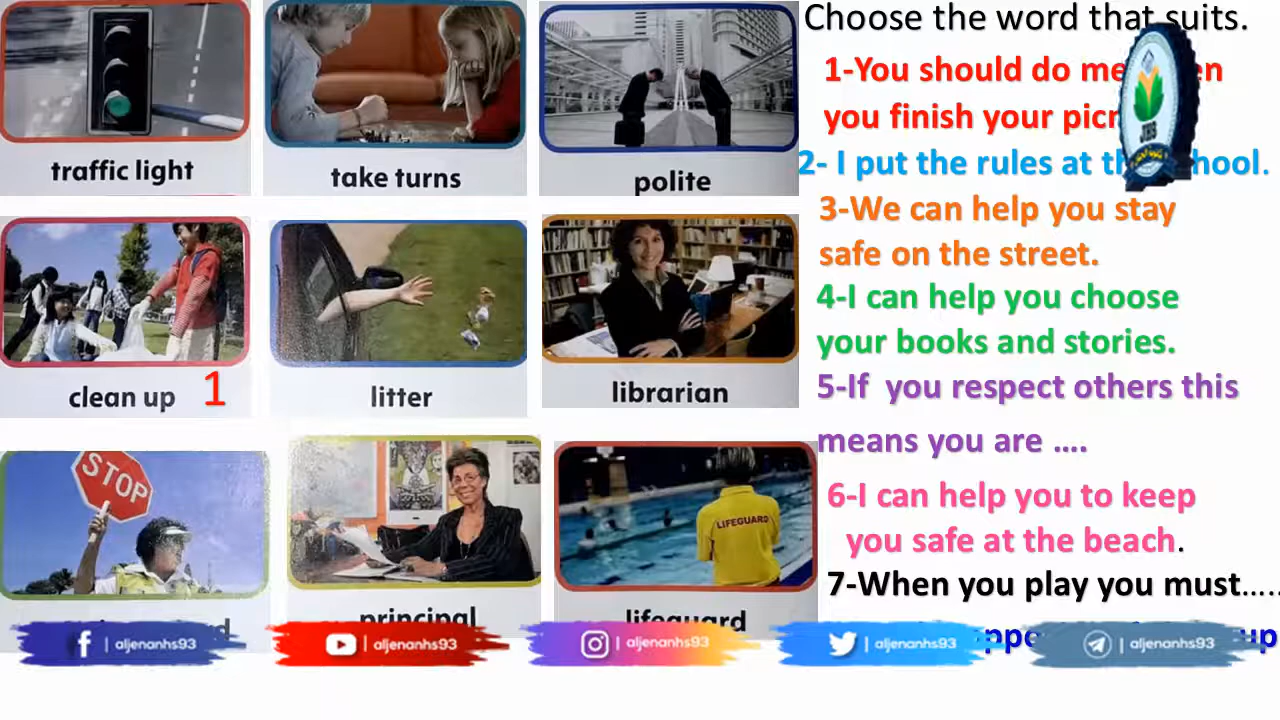 Choose the word that suits.
1-You should do
you finish your
2- I put the rules at
3-We can help you stay
safe on the street.
4-I can help you choose
your books and stories.
5-If you respect others this
means you are ....
6-I can help you to keep
you safe at the beach.
7-When you play you must.....
up
traffic light
take turns
polite
clean up 1
litter
librarian
STOP
LIFEGUARD
principal
lifeguard
aljenanhs93
aljenanhs93
aljenanhs93
aljenanhs93
aljenanhs93